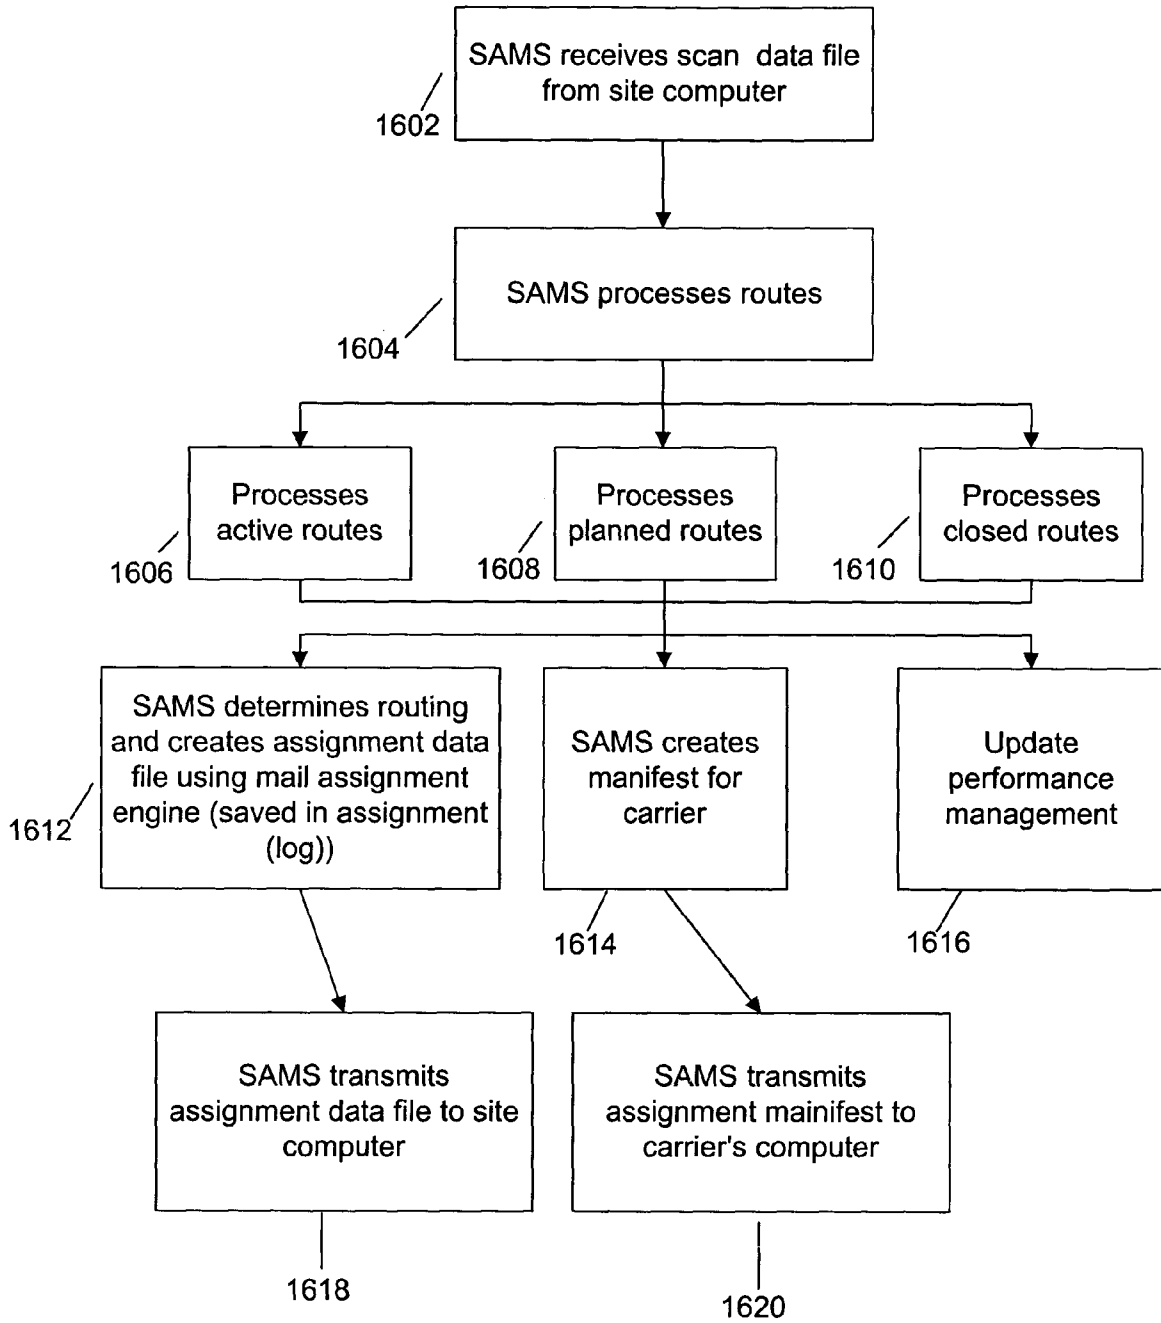 SAMS receives scan data file
from site computer
1602
SAMS processes routes
1604
Processes
active routes
1606
Processes
planned routes
1608
Processes
closed routes
1610
SAMS determines routing
and creates assignment data
file using mail assignment
engine (saved in assignment
(log))
1612
SAMS creates
manifest for
carrier
1614
Update
performance
management
1616
SAMS transmits
assignment data file to site
computer
1618
SAMS transmits
assignment mainifest to
carrier's computer
1620